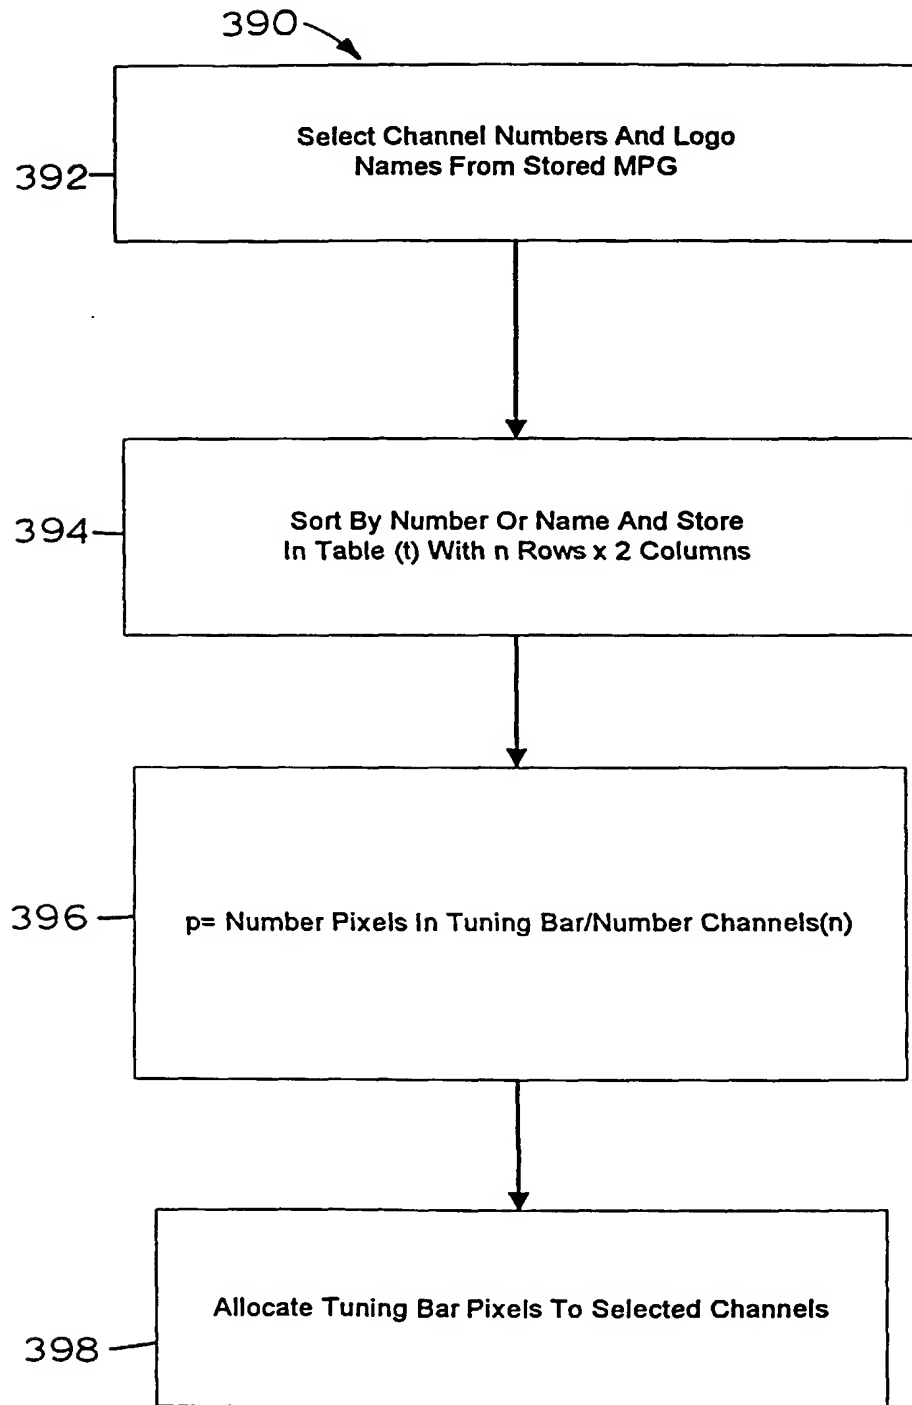 390
Select Channel Numbers And Logo
Names From Stored MPG
392
Sort By Number Or Name And Store
In Table (t) With n Rows x 2 Columns
394
p= Number Pixels In Tuning Bar/Number Channels(n)
396
Allocate Tuning Bar Pixels To Selected Channels
398